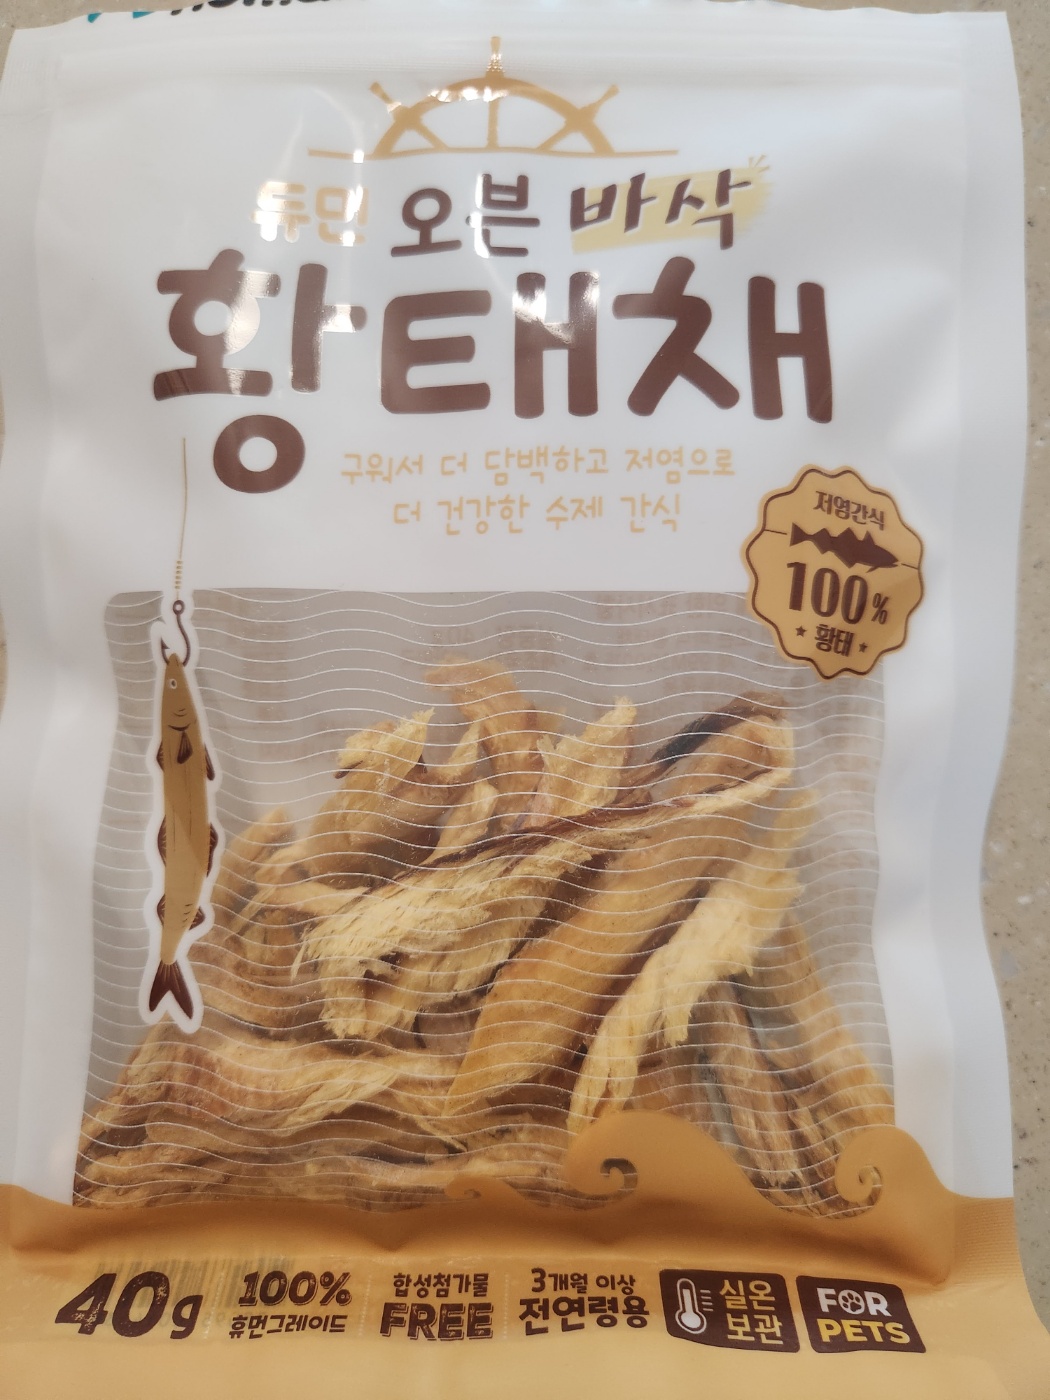 듀먼 오븐 바삭
황태채
구워서 더 담백하고 저염으로
더 건강한 수제 간식
저염간식
100%
황태
40g
100%
휴먼그레이드
합성첨가물
FREE
3개월 이상
전연령용
실온
보관
FOR
PETS